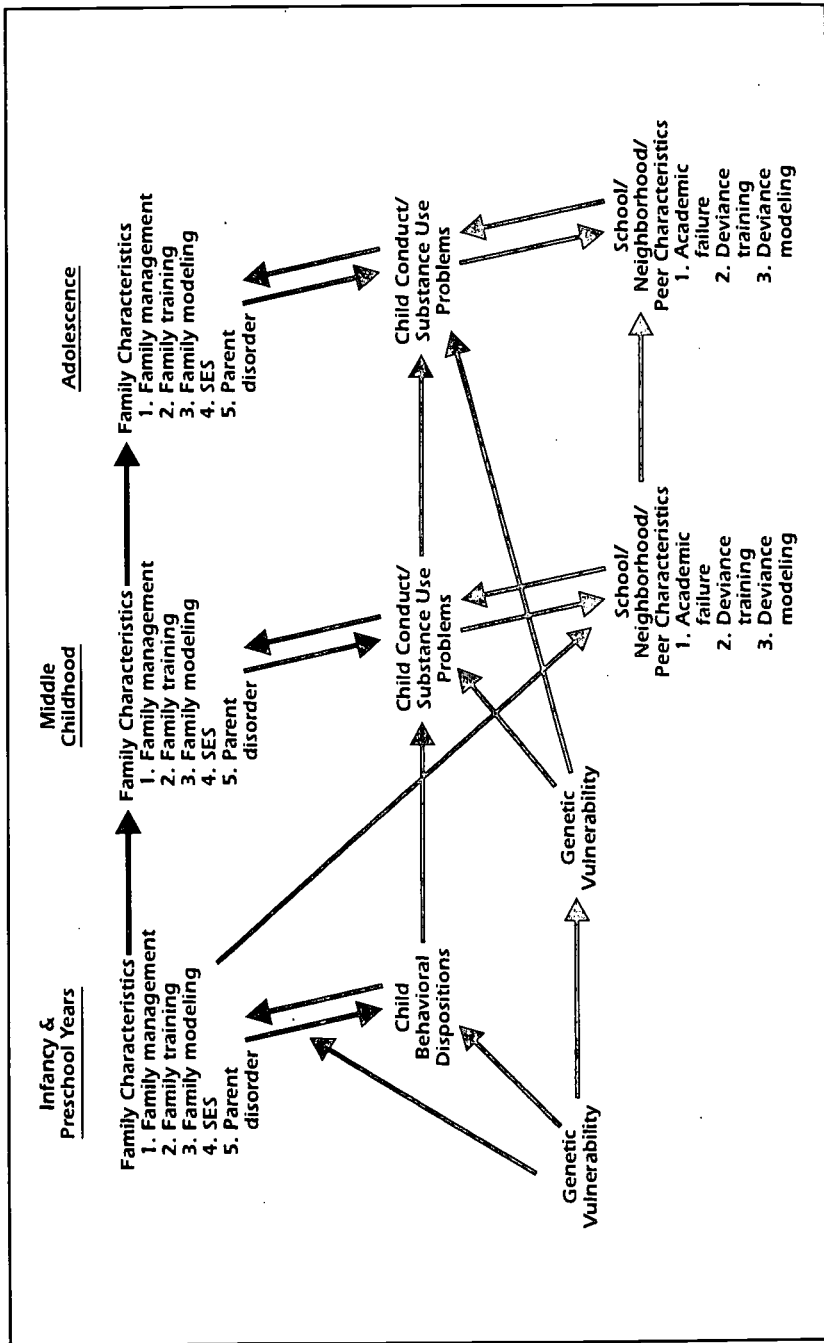 Infancy &
Preschool Years
Family Characteristics
1. Family management
2. Family training
3. Family modeling
4. SES
5. Parent
disorder
Child
Behavioral
Dispositions
Genetic
Vulnerability
Middle
Childhood
Family Characteristics
1. Family management
2. Family training
3. Family modeling
4. SES
5. Parent
disorder
Child Conduct/
Substance Use
Problems
Genetic
Vulnerability
School/
Neighborhood/
Peer Characteristics
1. Academic
failure
2. Deviance
training
3. Deviance
modeling
Adolescence
Family Characteristics
1. Family management
2. Family training
3. Family modeling
4. SES
5. Parent
disorder
Child Conduct/
Substance Use
Problems
School/
Neighborhood/
Peer Characteristics
1. Academic
failure
2. Deviance
training
3. Deviance
modeling